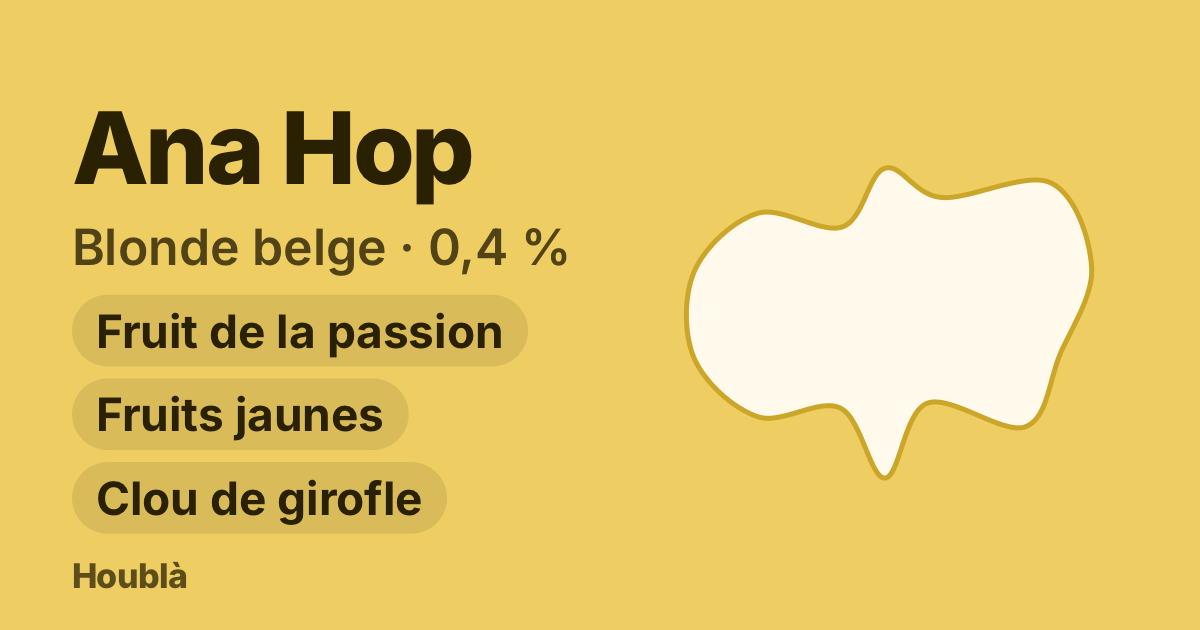 Ana Hop
Blonde belge · 0,4 %
Fruit de la passion
Fruits jaunes
Clou de girofle
Houblà